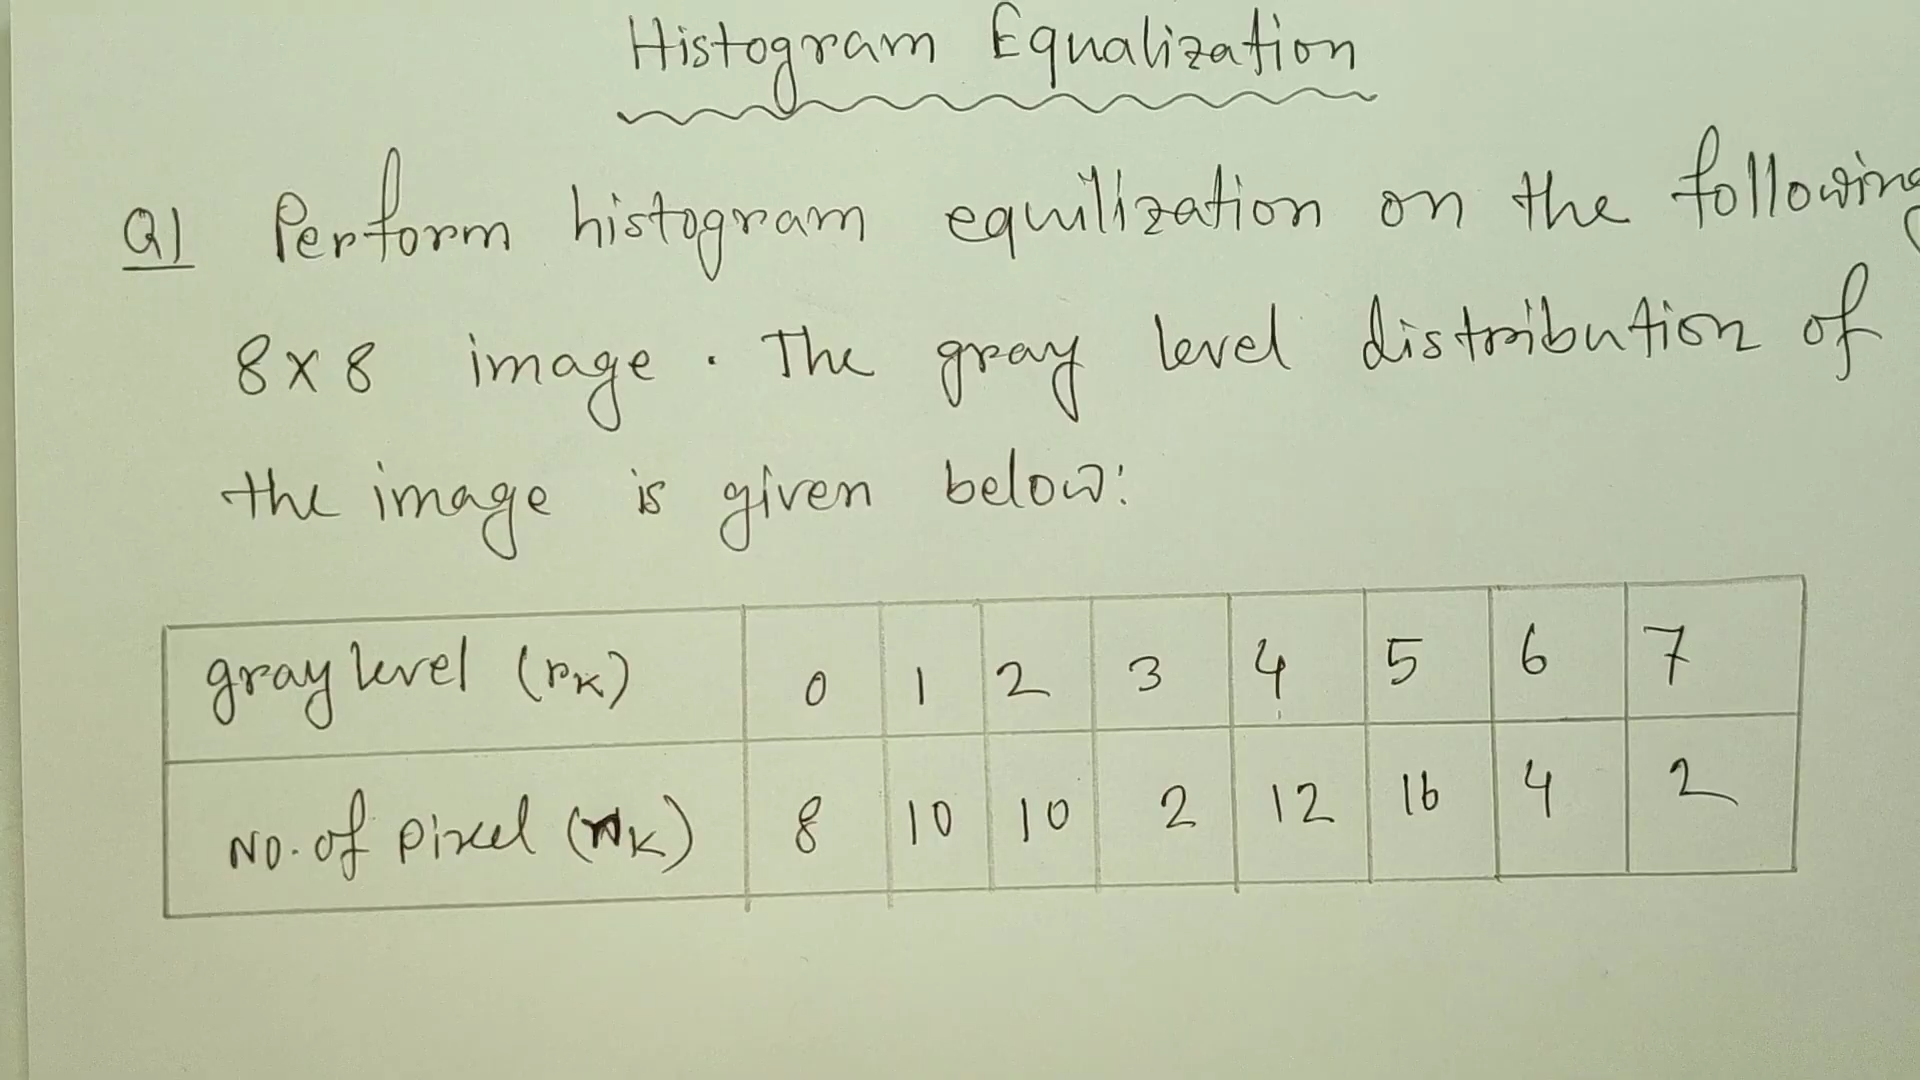 Histogram Equalization
Q1 Perform histogram equilization on the following
8x8 image. The gray level distribution of
the image is given below:
gray level (rK) 0 1 2 3 4 5 6 7
No. of pixel (nK) 8 10 10 2 12 16 4 2